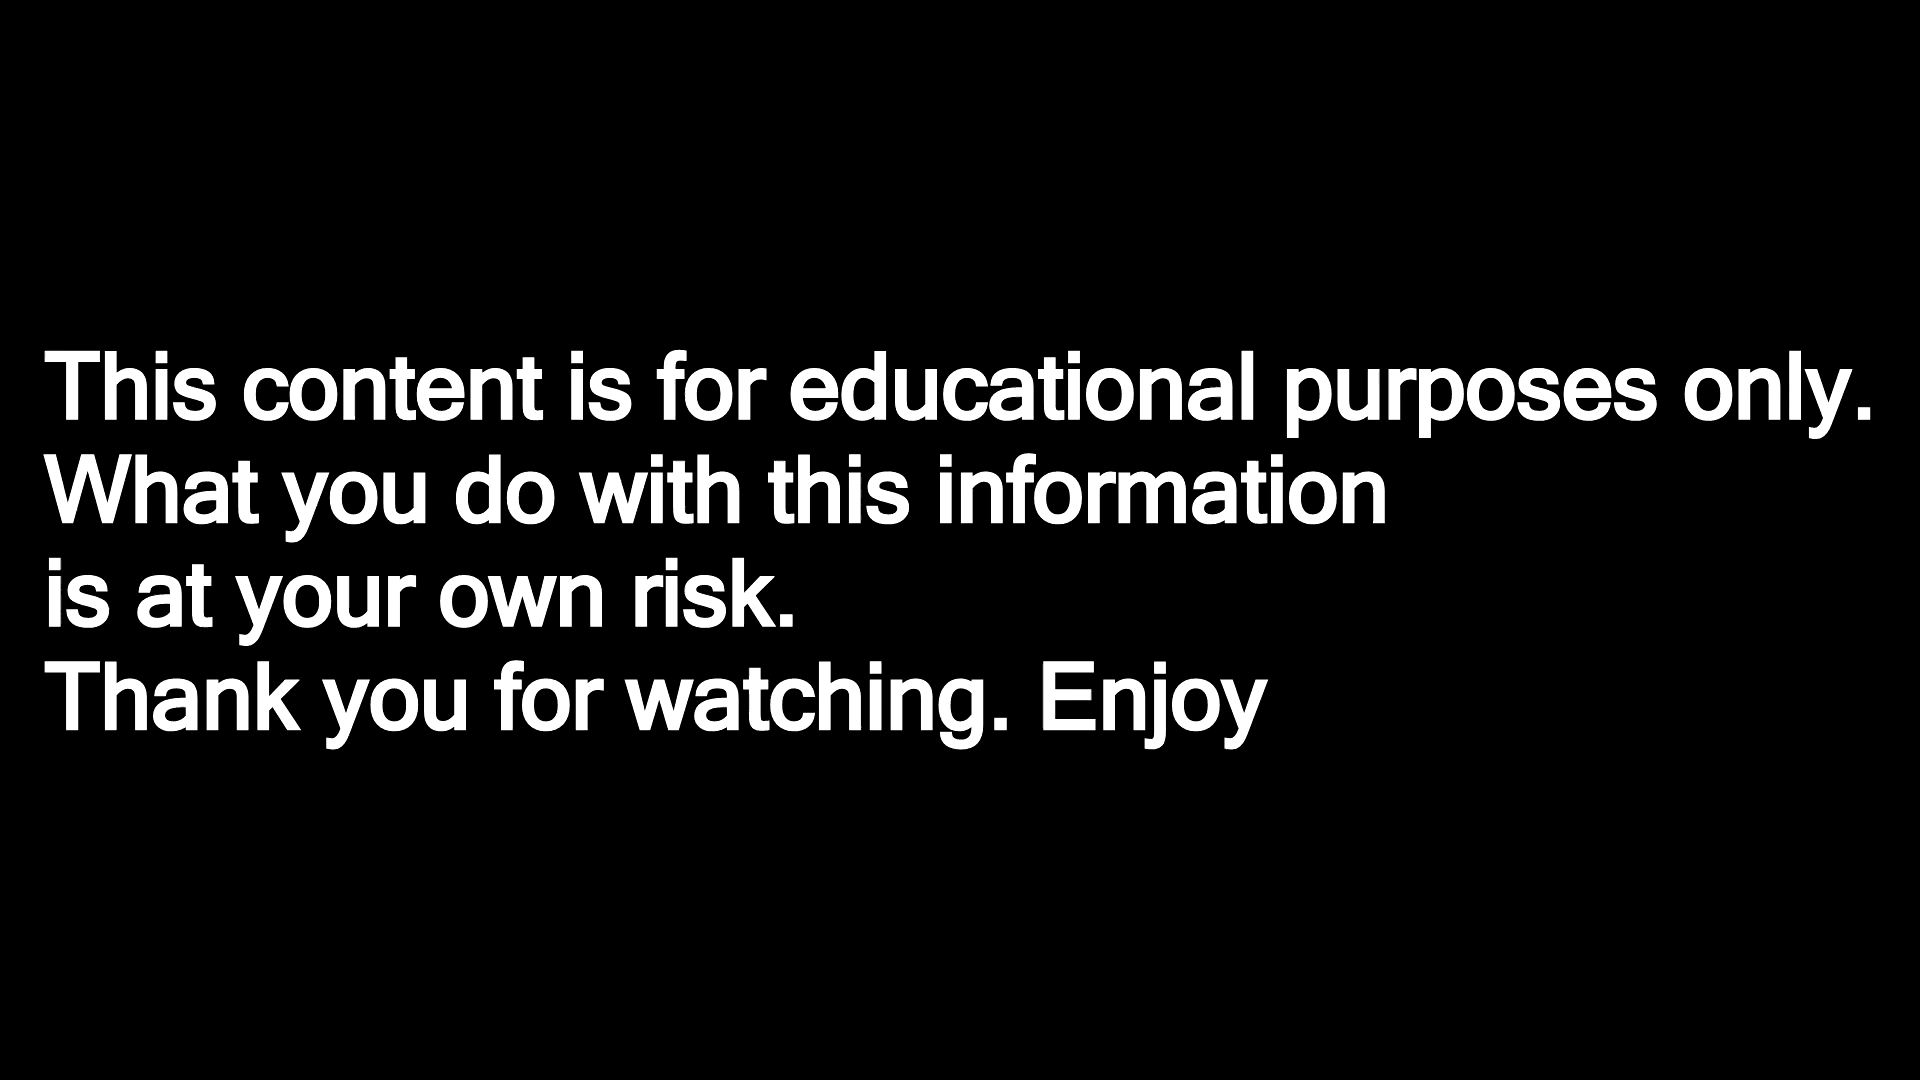 This content is for educational purposes only.
What you do with this information
is at your own risk.
Thank you for watching. Enjoy